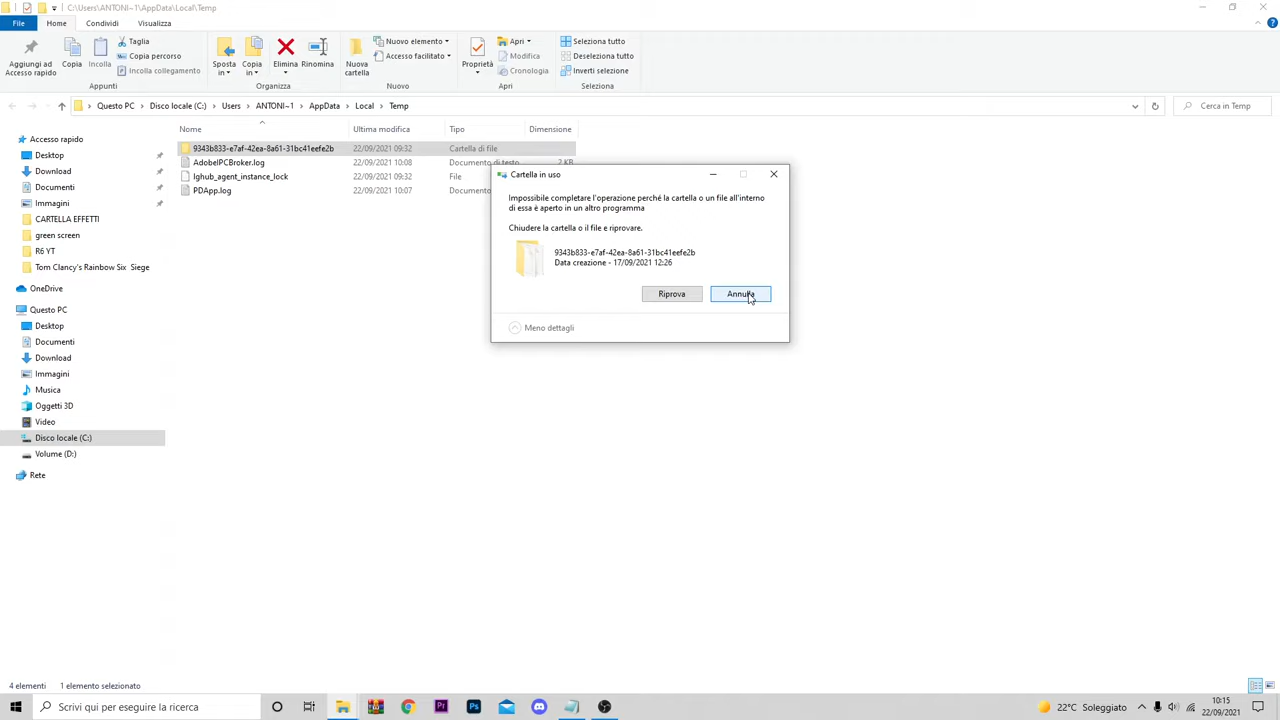 C:\Users\ANTONI~1\AppData\Local\Temp
File Home Condividi Visualizza
Aggiungi ad Accesso rapido
Copia
Incolla
Taglia
Copia percorso
Incolla collegamento
Appunti
Sposta in
Copia in
Elimina
Rinomina
Organizza
Nuova cartella
Nuovo elemento
Accesso facilitato
Nuovo
Proprietà
Apri
Modifica
Cronologia
Apri
Seleziona tutto
Deseleziona tutto
Inverti selezione
Seleziona
Questo PC > Disco locale (C:) > Users > ANTONI~1 > AppData > Local > Temp
Cerca in Temp
Accesso rapido
Desktop
Download
Documenti
Immagini
CARTELLA EFFETTI
green screen
R6 YT
Tom Clancy's Rainbow Six Siege
OneDrive
Questo PC
Desktop
Documenti
Download
Immagini
Musica
Oggetti 3D
Video
Disco locale (C:)
Volume (D:)
Rete
Nome Ultima modifica Tipo Dimensione
9343b833-e7af-42ea-8a61-31bc41eefe2b 22/09/2021 09:32 Cartella di file
AdobeIPCBroker.log 22/09/2021 10:08 Documento di testo 2 KB
lghub_agent_instance_lock 22/09/2021 09:32 File
PDApp.log 22/09/2021 10:07 Documento
Cartella in uso
Impossibile completare l'operazione perché la cartella o un file all'interno
di essa è aperto in un altro programma
Chiudere la cartella o il file e riprovare.
9343b833-e7af-42ea-8a61-31bc41eefe2b
Data creazione - 17/09/2021 12:26
Riprova
Annulla
Meno dettagli
4 elementi 1 elemento selezionato
Scrivi qui per eseguire la ricerca
Pr
Ps
22°C Soleggiato
10:15
22/09/2021